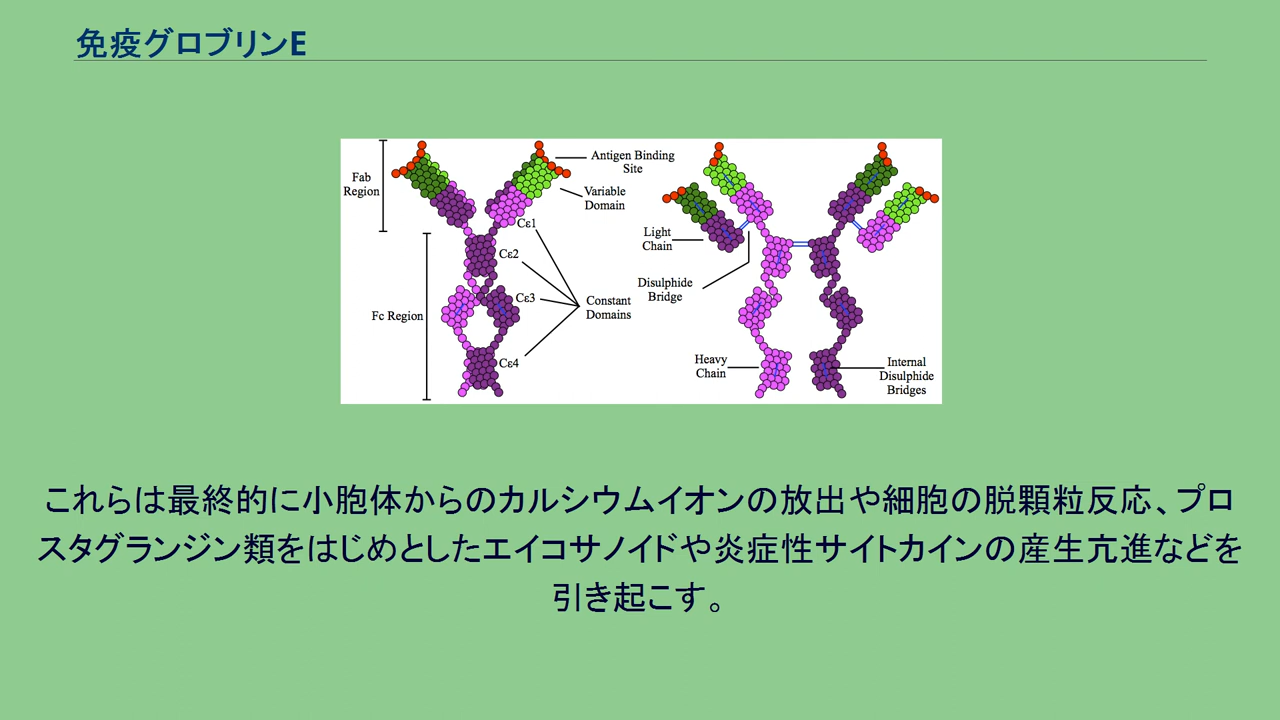 免疫グロブリンE
Fab
Region
Fc Region
Antigen Binding
Site
Variable
Domain
Cε1
Cε2
Cε3
Cε4
Constant
Domains
Light
Chain
Disulphide
Bridge
Heavy
Chain
Internal
Disulphide
Bridges
これらは最終的に小胞体からのカルシウムイオンの放出や細胞の脱顆粒反応、プロ
スタグランジン類をはじめとしたエイコサノイドや炎症性サイトカインの産生亢進などを
引き起こす。